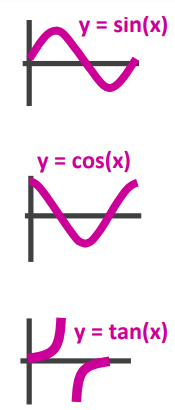 y = sin(x)
y = cos(x)
y = tan(x)